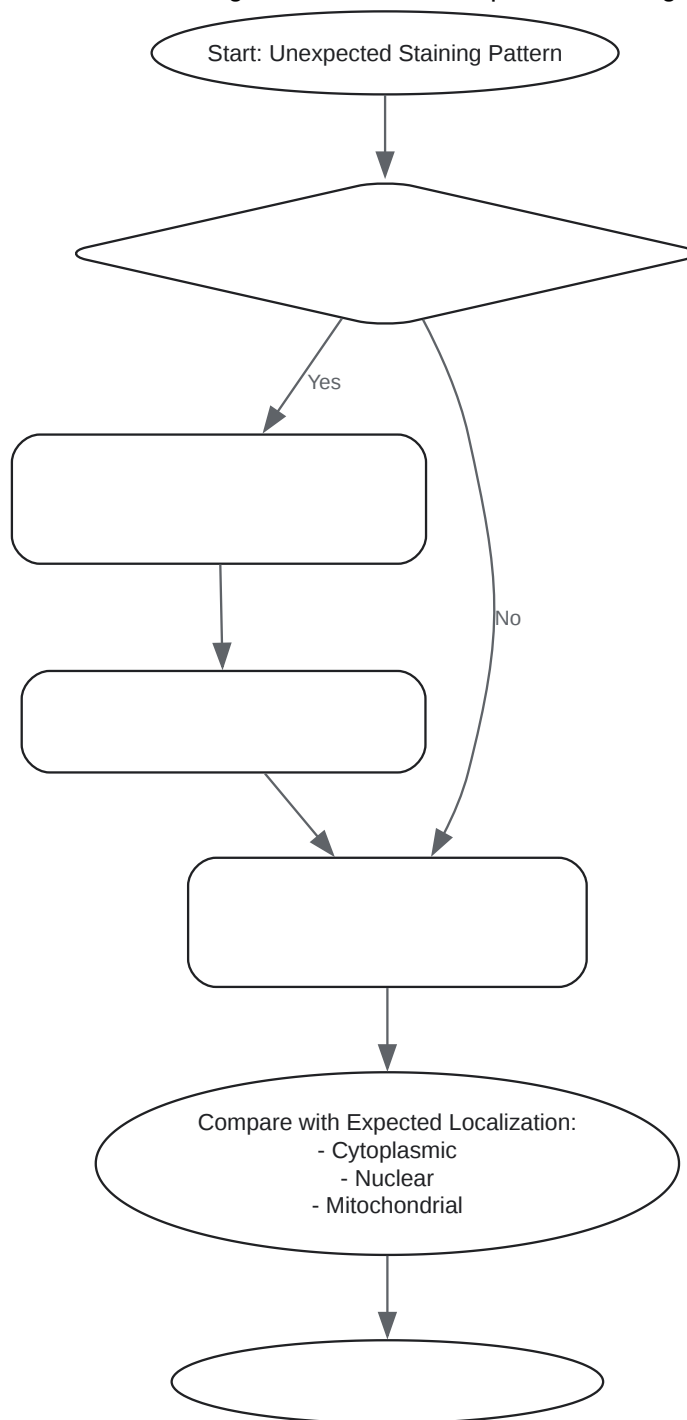 Start: Unexpected Staining Pattern
Yes
No
Compare with Expected Localization:
- Cytoplasmic
- Nuclear
- Mitochondrial